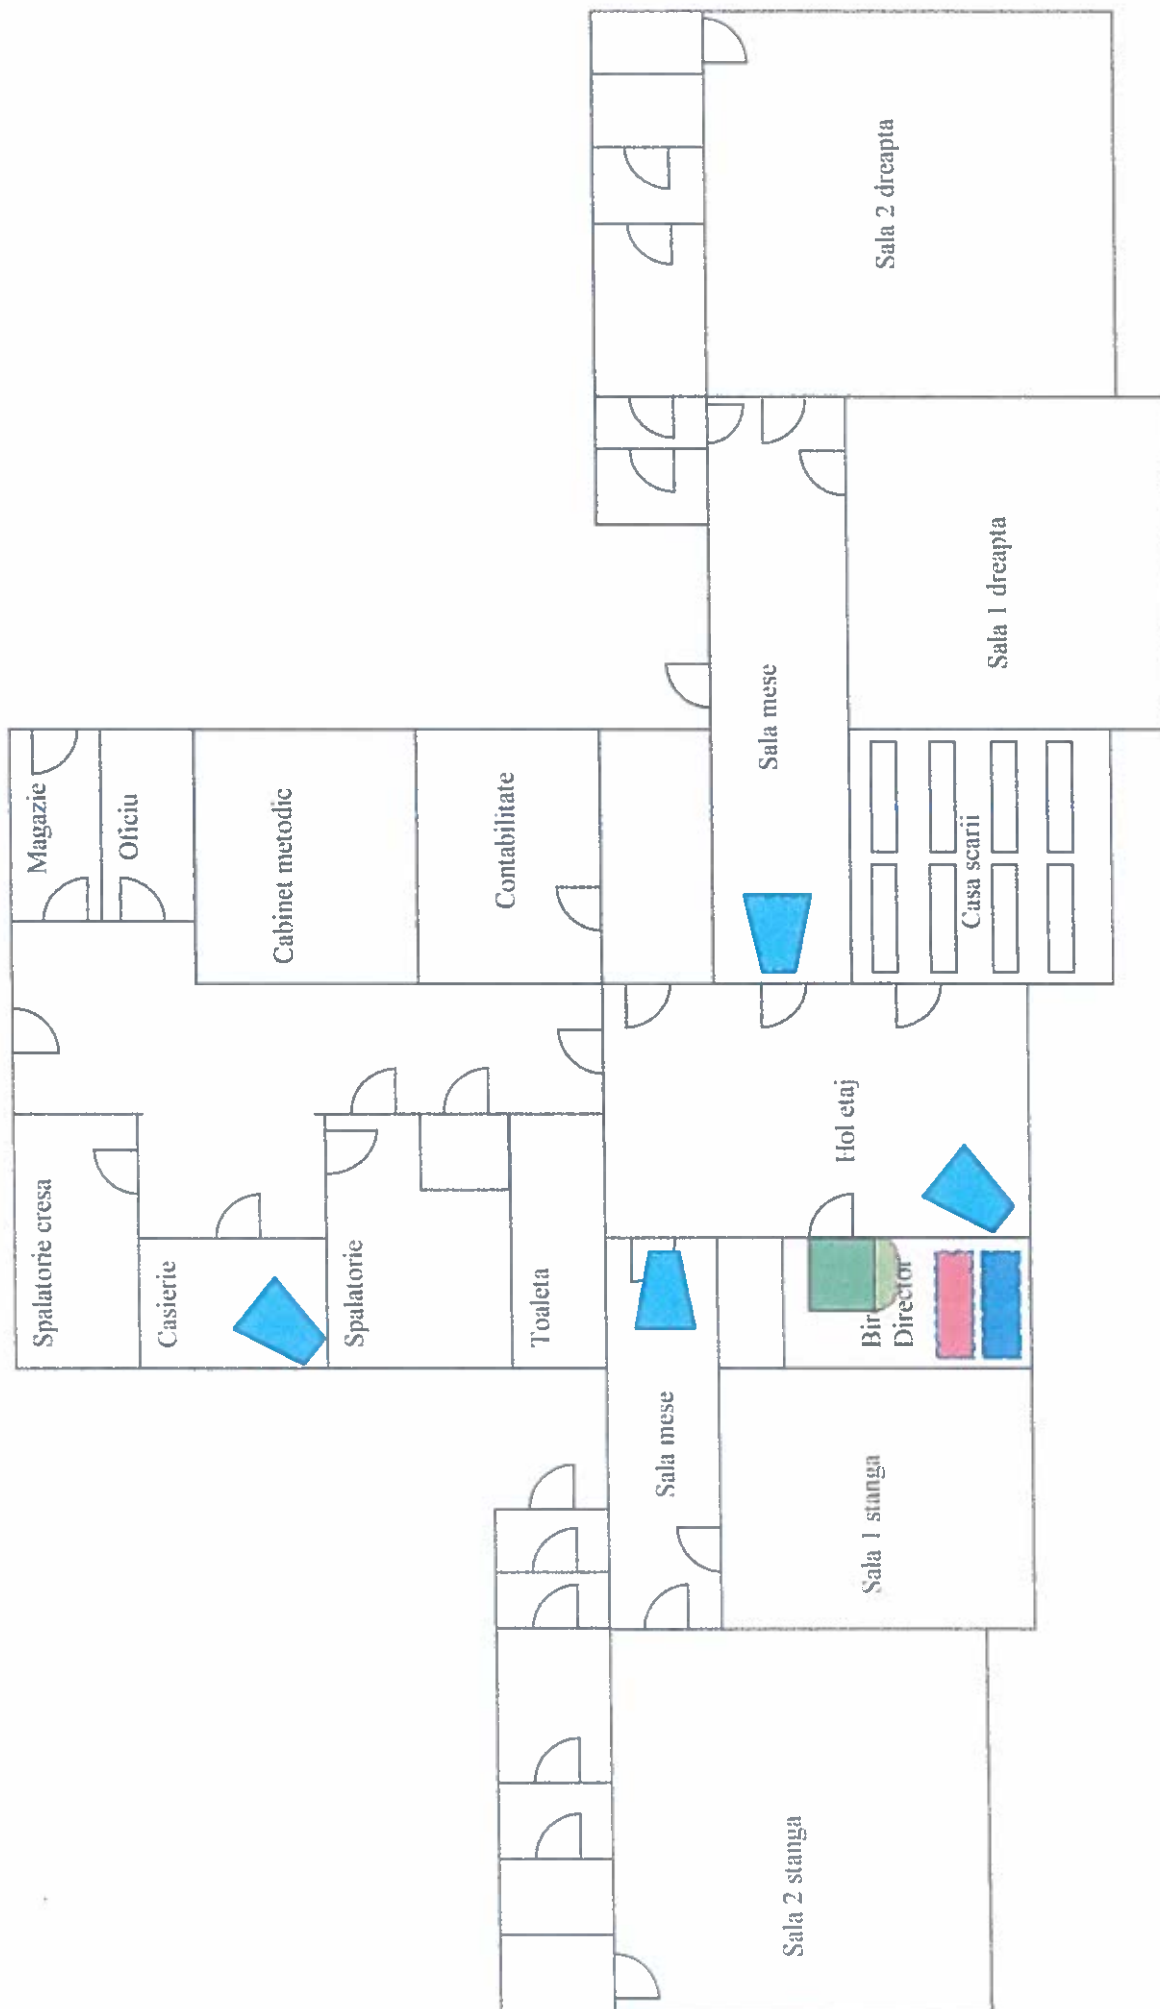 Spalatorie cresa
Magazie
Oficiu
Casierie
Cabinet metodic
Spalatorie
Contabilitate
Toaleta
Sala mese
Sala mese
Hol etaj
Director
Casa scarii
Sala 1 stanga
Sala 1 dreapta
Sala 2 stanga
Sala 2 dreapta